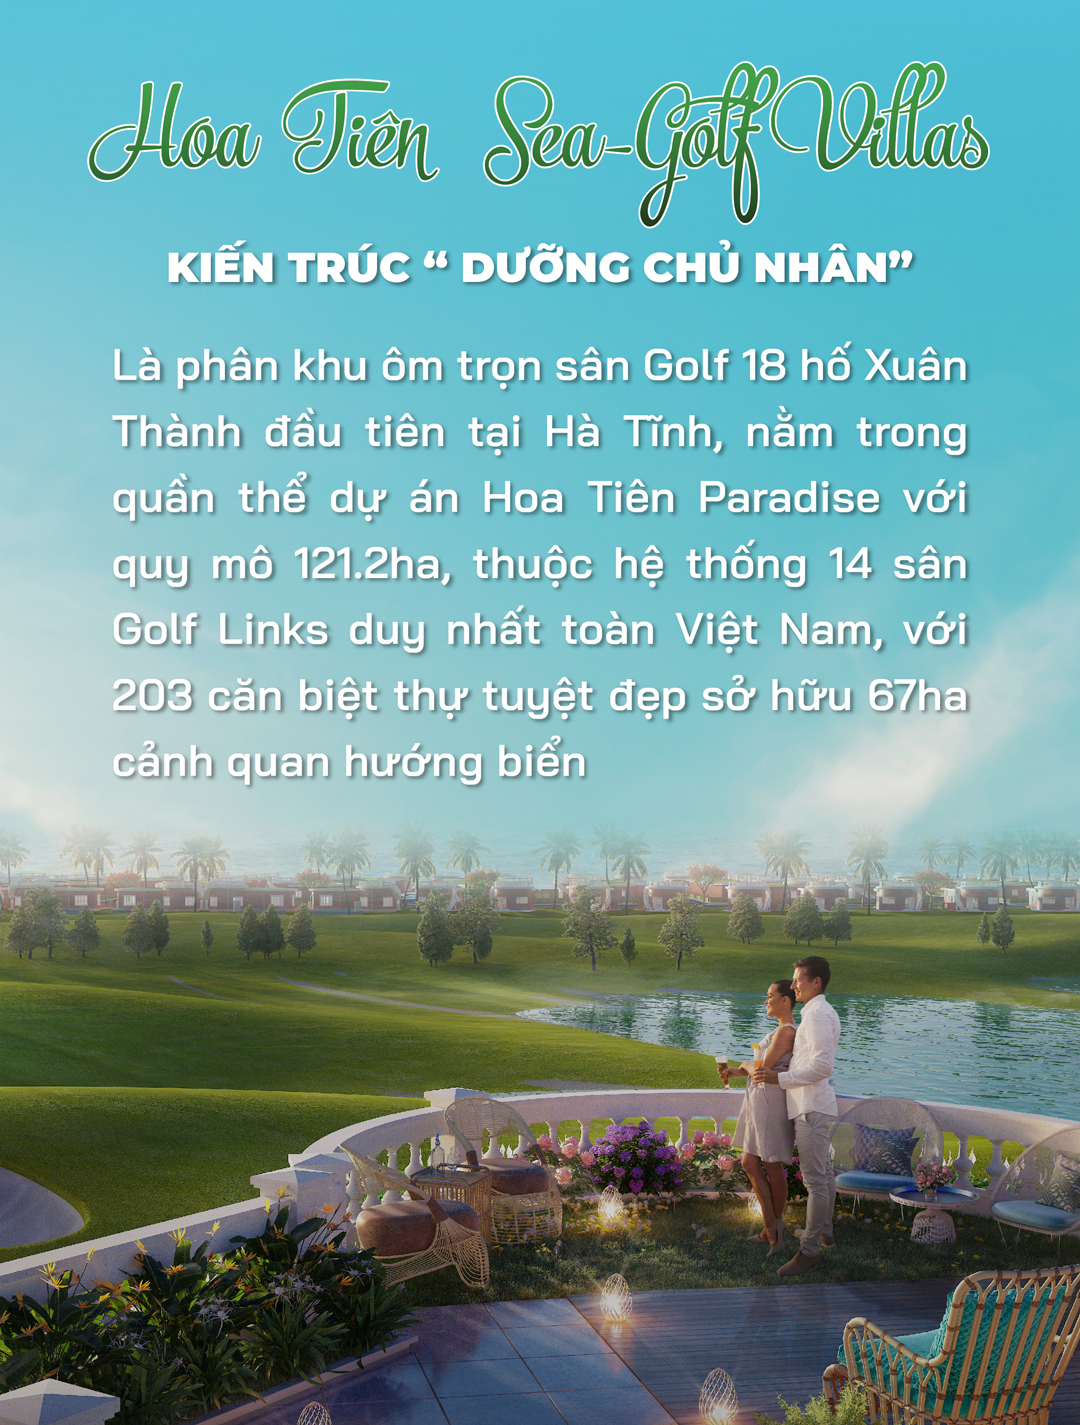 Hoa Tiên Sea-Golf Villas
KIẾN TRÚC “ DƯỠNG CHỦ NHÂN”
Là phân khu ôm trọn sân Golf 18 hố Xuân
Thành đầu tiên tại Hà Tĩnh, nằm trong
quần thể dự án Hoa Tiên Paradise với
quy mô 121.2ha, thuộc hệ thống 14 sân
Golf Links duy nhất toàn Việt Nam, với
203 căn biệt thự tuyệt đẹp sở hữu 67ha
cảnh quan hướng biển